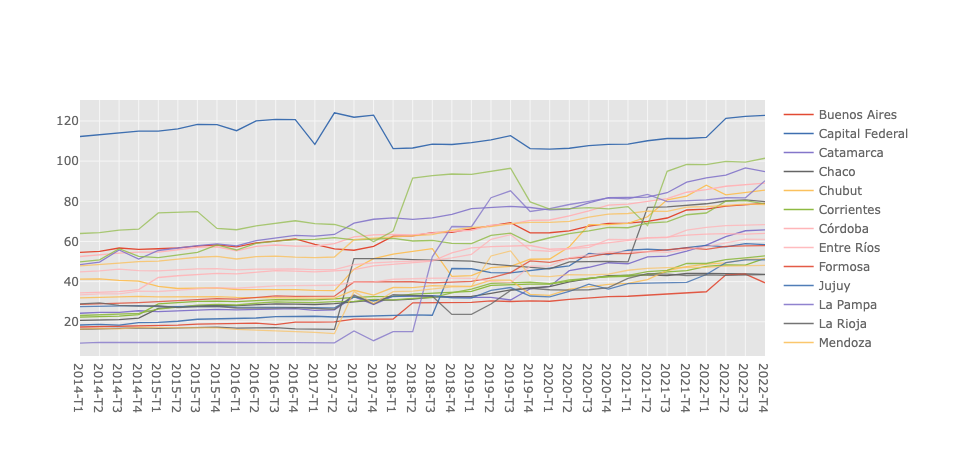 120
100
80
60
40
20
2014-T1
2014-T2
2014-T3
2014-T4
2015-T1
2015-T2
2015-T3
2015-T4
2016-T1
2016-T2
2016-T3
2016-T4
2017-T1
2017-T2
2017-T3
2017-T4
2018-T1
2018-T2
2018-T3
2018-T4
2019-T1
2019-T2
2019-T3
2019-T4
2020-T1
2020-T2
2020-T3
2020-T4
2021-T1
2021-T2
2021-T3
2021-T4
2022-T1
2022-T2
2022-T3
2022-T4
Buenos Aires
Capital Federal
Catamarca
Chaco
Chubut
Corrientes
Córdoba
Entre Ríos
Formosa
Jujuy
La Pampa
La Rioja
Mendoza